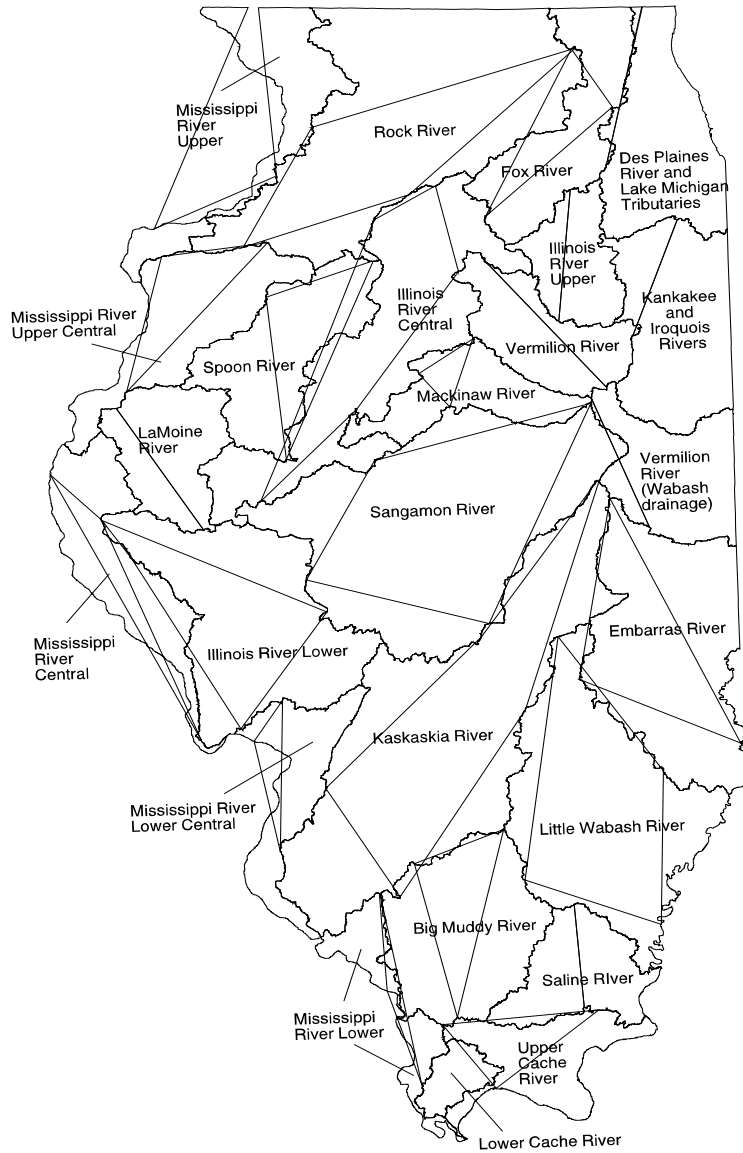 Mississippi
River
Upper
Rock River
Fox River
Des Plaines
River and
Lake Michigan
Tributaries
Illinois
River
Upper
Kankakee
and
Iroquois
Rivers
Mississippi River
Upper Central
Illinois
River
Central
Spoon River
Vermilion River
Mackinaw River
LaMoine
River
Vermilion
River
(Wabash
drainage)
Sangamon River
Mississippi
River
Central
Illinois River Lower
Embarras River
Kaskaskia River
Mississippi River
Lower Central
Little Wabash River
Big Muddy River
Saline RIver
Mississippi
River Lower
Upper
Cache
River
Lower Cache River